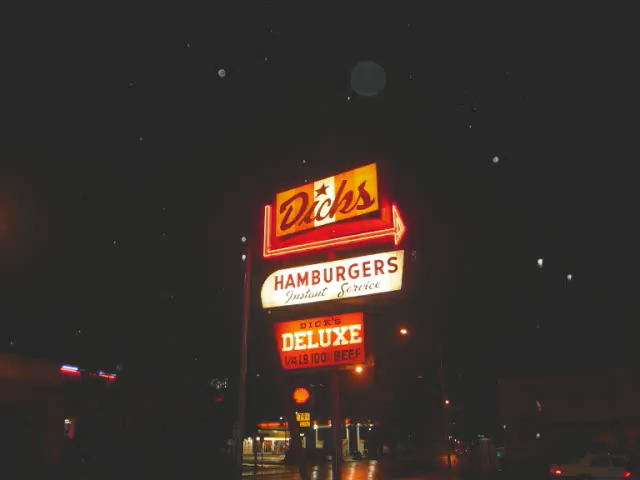 Dick's
HAMBURGERS
Instant Service
DICK'S
DELUXE
1/4 LB. 100% BEEF